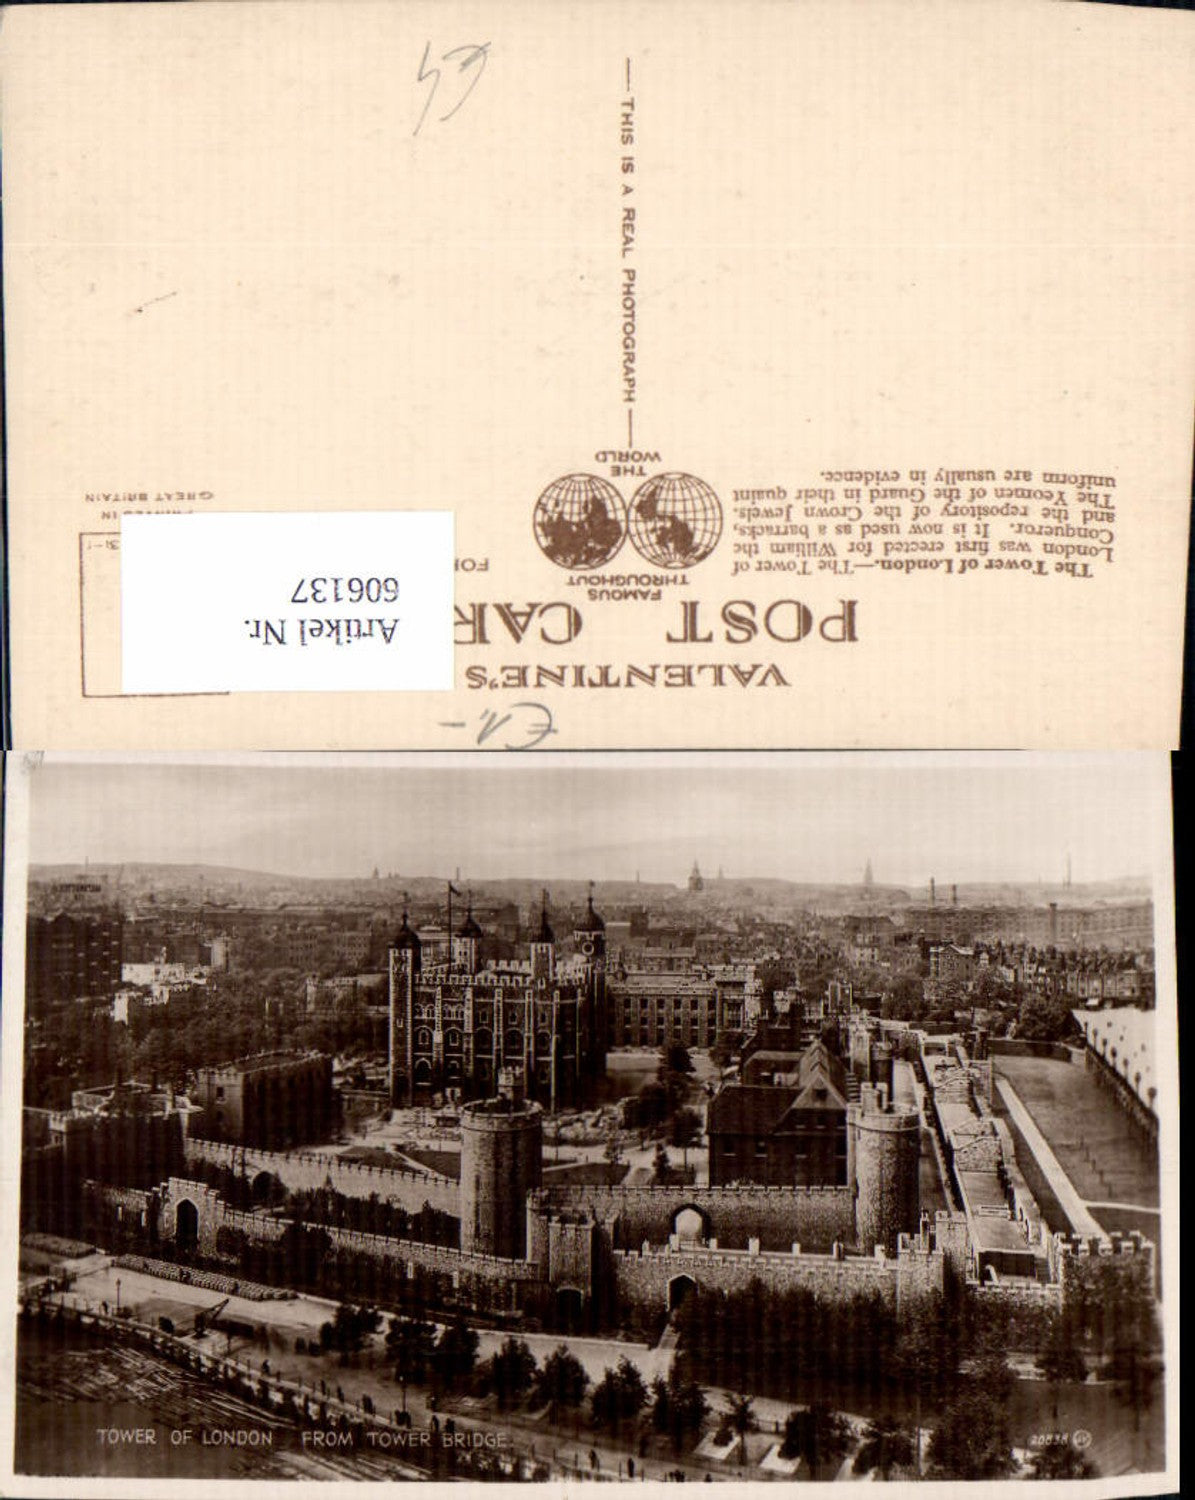 VALENTINE'S
POST CAR
FAMOUS
THROUGHOUT
THE
WORLD
FO
The Tower of London.—The Tower of
London was first erected for William the
Conqueror. It is now used as a barracks,
and the repository of the Crown Jewels.
The Yeomen of the Guard in their quaint
uniform are usually in evidence.
THIS IS A REAL PHOTOGRAPH
PRINTED IN
GREAT BRITAIN
Artikel Nr.
606137
TOWER OF LONDON FROM TOWER BRIDGE.
20838